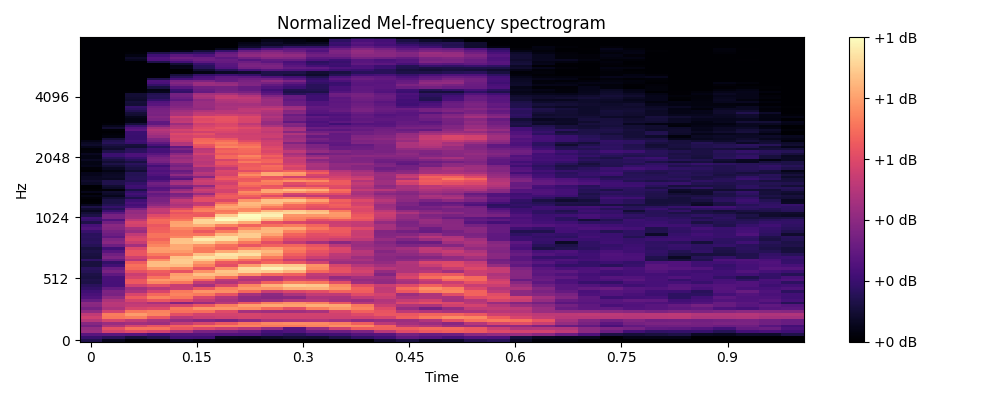 Normalized Mel-frequency spectrogram
Hz
4096
2048
1024
512
0
0 0.15 0.3 0.45 0.6 0.75 0.9
Time
+1 dB
+1 dB
+1 dB
+0 dB
+0 dB
+0 dB